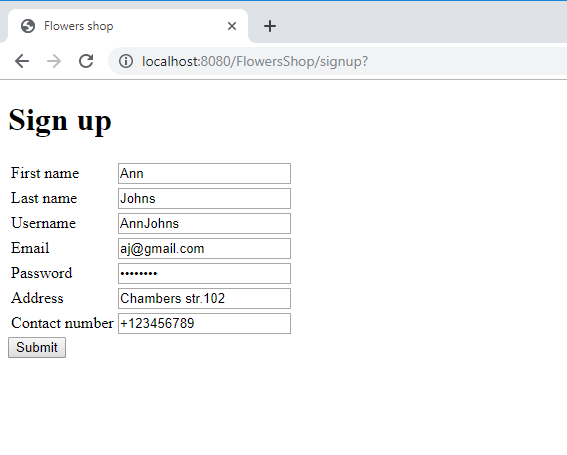 Flowers shop
localhost:8080/FlowersShop/signup?
Sign up
First name Ann
Last name Johns
Username AnnJohns
Email aj@gmail.com
Password ••••••••
Address Chambers str.102
Contact number +123456789
Submit